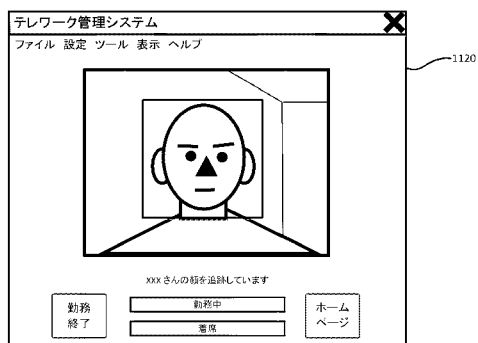 テレワーク管理システム
ファイル 設定 ツール 表示 ヘルプ
1120
xxx さんの顔を追跡しています
勤務
終了
勤務中
着席
ホーム
ページ